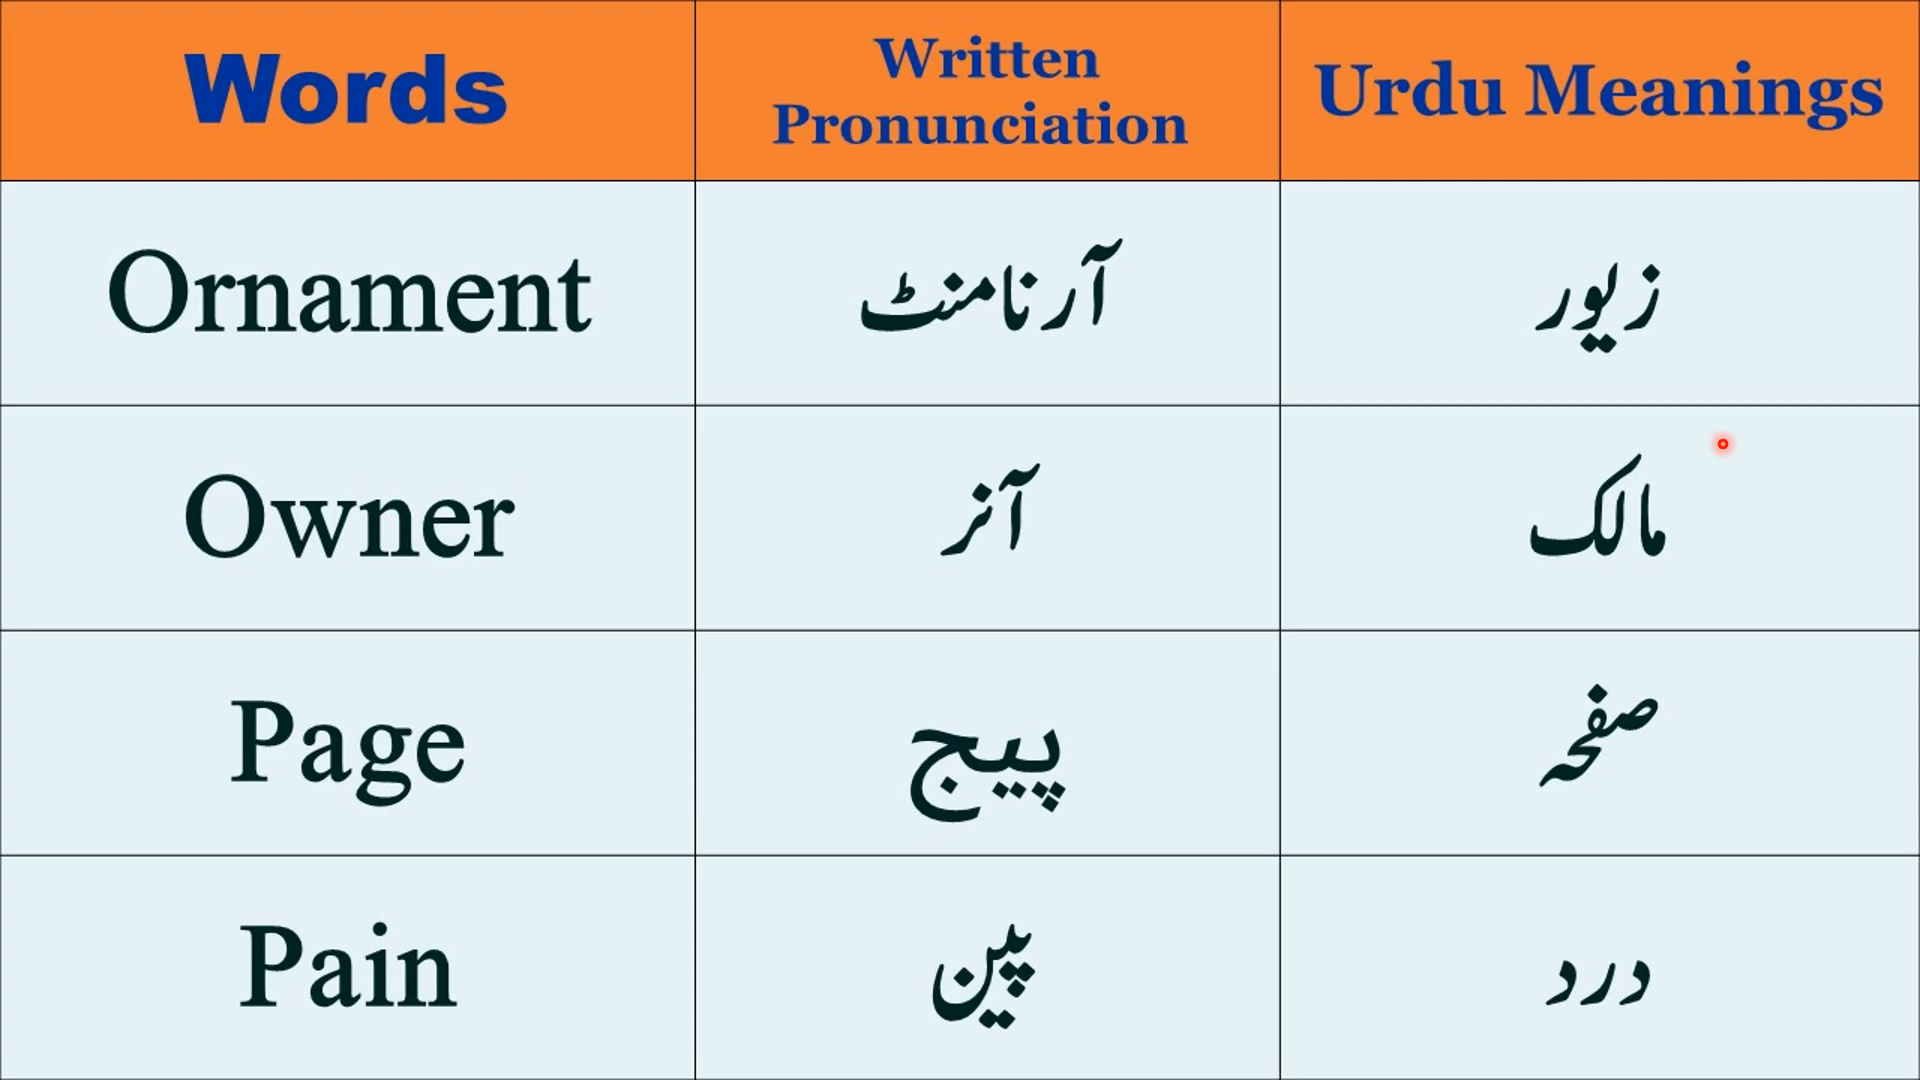 Words
Written
Pronunciation
Urdu Meanings
Ornament
آرنامنٹ
زیور
Owner
آنر
مالک
Page
پیج
صفحہ
Pain
پین
درد